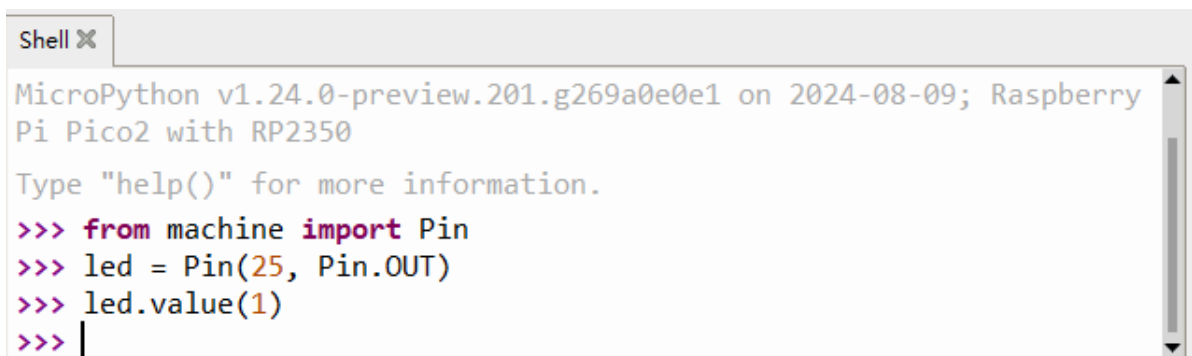 Shell
MicroPython v1.24.0-preview.201.g269a0e0e1 on 2024-08-09; Raspberry
Pi Pico2 with RP2350
Type "help()" for more information.
>>> from machine import Pin
>>> led = Pin(25, Pin.OUT)
>>> led.value(1)
>>>